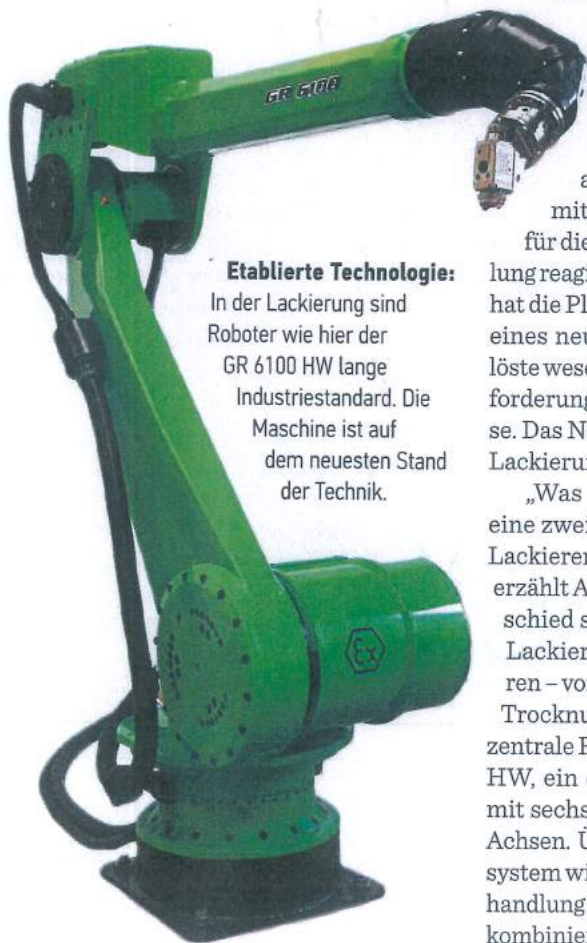 GR 6100
Etablierte Technologie:
In der Lackierung sind
Roboter wie hier der
GR 6100 HW lange
Industriestandard. Die
Maschine ist auf
dem neuesten Stand
der Technik.
Ex
a
mit
für die
lung reag
hat die Pl
eines neu
löste wese
forderung
se. Das N
Lackierun
„Was
eine zwei
Lackieren
erzählt A
schied s
Lackier
ren – vo
Trocknu
zentrale
HW, ein
mit sechs
Achsen. Ü
system wi
handlung
kombinie